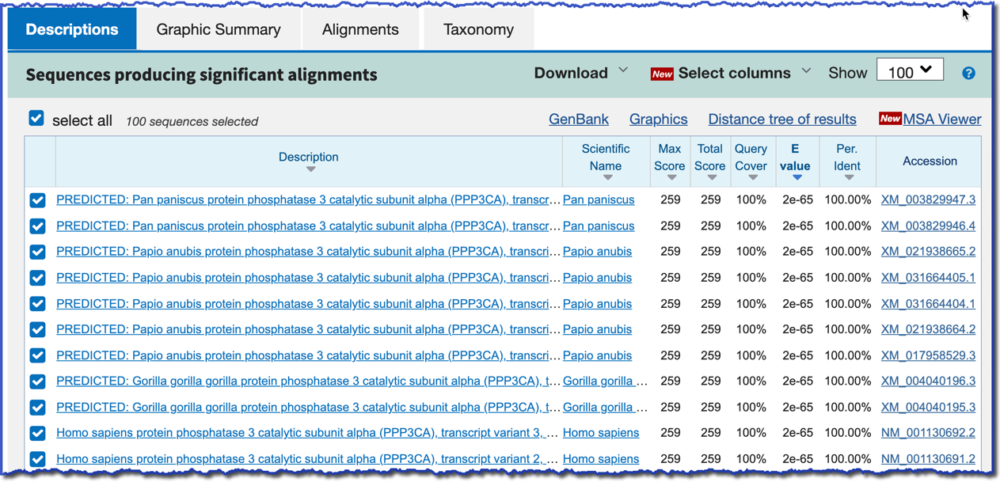 Descriptions Graphic Summary Alignments Taxonomy
Sequences producing significant alignments Download New Select columns Show 100 ?
select all 100 sequences selected GenBank Graphics Distance tree of results New MSA Viewer
Description Scientific Name Max Score Total Score Query Cover E value Per. Ident Accession
PREDICTED: Pan paniscus protein phosphatase 3 catalytic subunit alpha (PPP3CA), transcr... Pan paniscus 259 259 100% 2e-65 100.00% XM_003829947.3
PREDICTED: Pan paniscus protein phosphatase 3 catalytic subunit alpha (PPP3CA), transcr... Pan paniscus 259 259 100% 2e-65 100.00% XM_003829946.4
PREDICTED: Papio anubis protein phosphatase 3 catalytic subunit alpha (PPP3CA), transcri... Papio anubis 259 259 100% 2e-65 100.00% XM_021938665.2
PREDICTED: Papio anubis protein phosphatase 3 catalytic subunit alpha (PPP3CA), transcri... Papio anubis 259 259 100% 2e-65 100.00% XM_031664405.1
PREDICTED: Papio anubis protein phosphatase 3 catalytic subunit alpha (PPP3CA), transcri... Papio anubis 259 259 100% 2e-65 100.00% XM_031664404.1
PREDICTED: Papio anubis protein phosphatase 3 catalytic subunit alpha (PPP3CA), transcri... Papio anubis 259 259 100% 2e-65 100.00% XM_021938664.2
PREDICTED: Papio anubis protein phosphatase 3 catalytic subunit alpha (PPP3CA), transcri... Papio anubis 259 259 100% 2e-65 100.00% XM_017958529.3
PREDICTED: Gorilla gorilla gorilla protein phosphatase 3 catalytic subunit alpha (PPP3CA), t... Gorilla gorilla ... 259 259 100% 2e-65 100.00% XM_004040196.3
PREDICTED: Gorilla gorilla gorilla protein phosphatase 3 catalytic subunit alpha (PPP3CA), t... Gorilla gorilla ... 259 259 100% 2e-65 100.00% XM_004040195.3
Homo sapiens protein phosphatase 3 catalytic subunit alpha (PPP3CA), transcript variant 3, ... Homo sapiens 259 259 100% 2e-65 100.00% NM_001130692.2
Homo sapiens protein phosphatase 3 catalytic subunit alpha (PPP3CA), transcript variant 2, ... Homo sapiens 259 259 100% 2e-65 100.00% NM_001130691.2